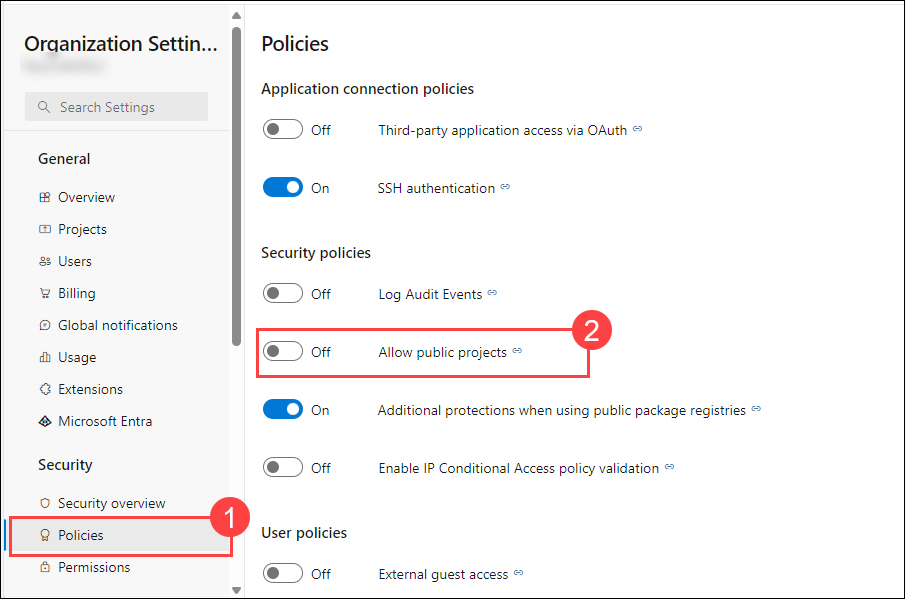 Organization Settin...
Search Settings
General
Overview
Projects
Users
Billing
Global notifications
Usage
Extensions
Microsoft Entra
Security
Security overview
1
Policies
Permissions
Policies
Application connection policies
Off Third-party application access via OAuth
On SSH authentication
Security policies
Off Log Audit Events
2
Off Allow public projects
On Additional protections when using public package registries
Off Enable IP Conditional Access policy validation
User policies
Off External guest access